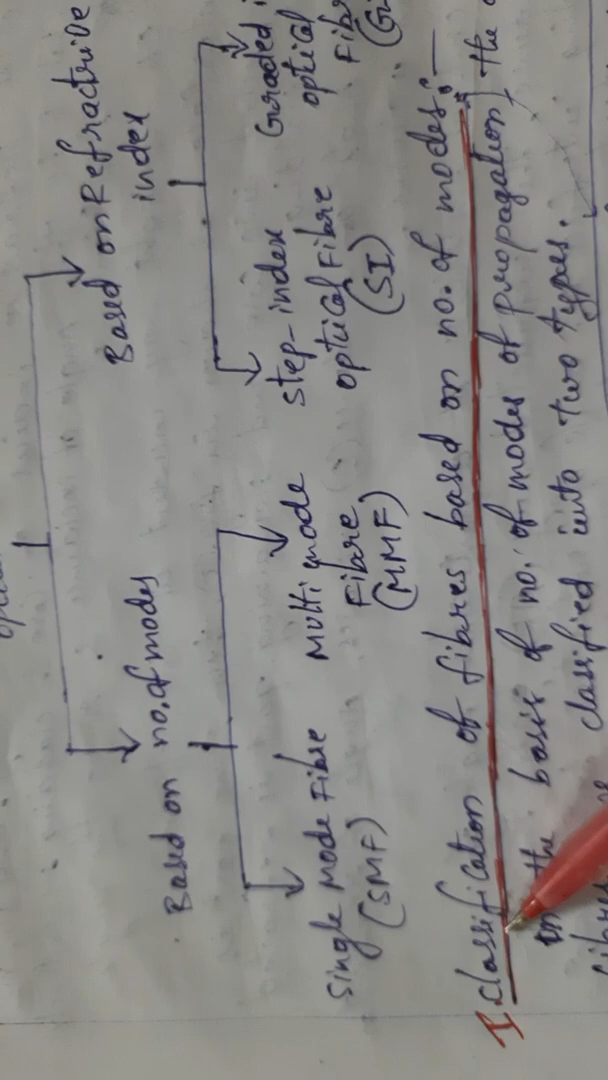 Based on no. of modes
Based on Refractive
index
Single Mode Fibre
(SMF)
Multi mode
Fibre
(MMF)
Step-index
optical Fibre
(SI)
Graded
optical
Fib
(G
I. Classification of fibres based on no. of modes:-
on the basis of no. of modes of propagation, the
classified into two types.